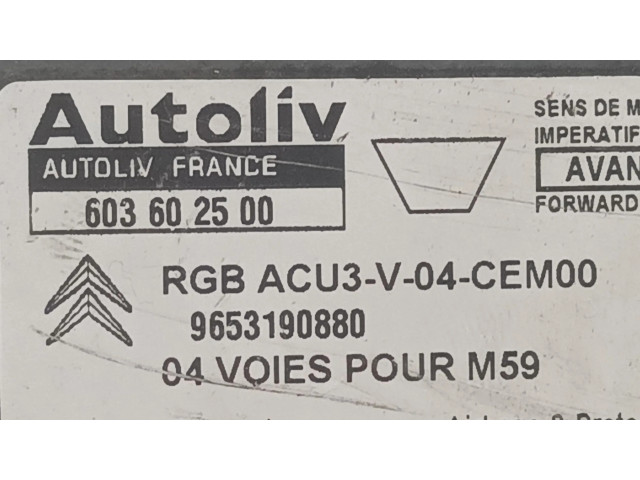 Autoliv
AUTOLIV FRANCE
603 60 25 00
SENS DE M
IMPERATIF
AVAN
FORWARD
RGB ACU3-V-04-CEM00
9653190880
04 VOIES POUR M59